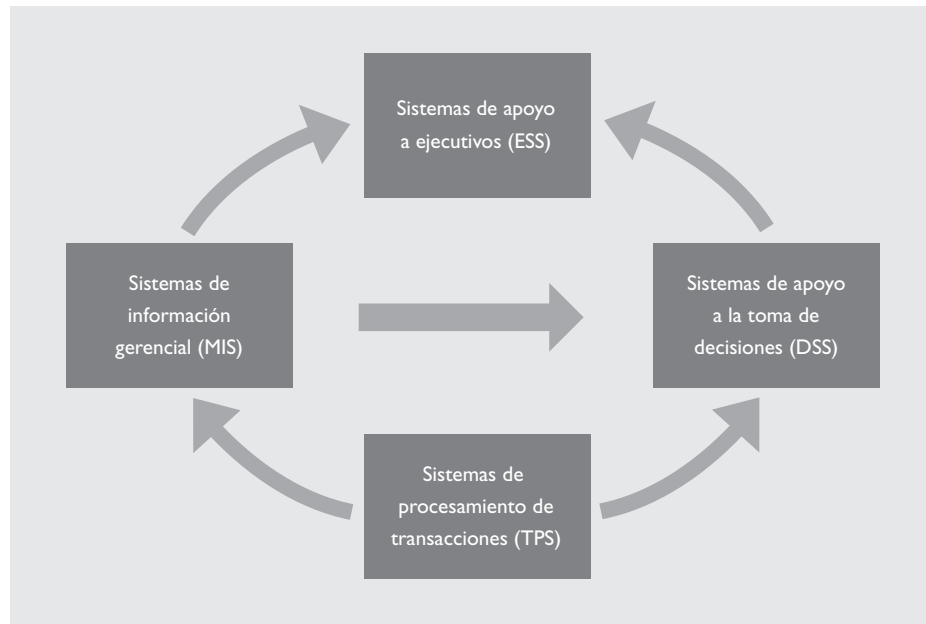 Sistemas de apoyo
a ejecutivos (ESS)
Sistemas de
información
gerencial (MIS)
Sistemas de apoyo
a la toma de
decisiones (DSS)
Sistemas de
procesamiento de
transacciones (TPS)